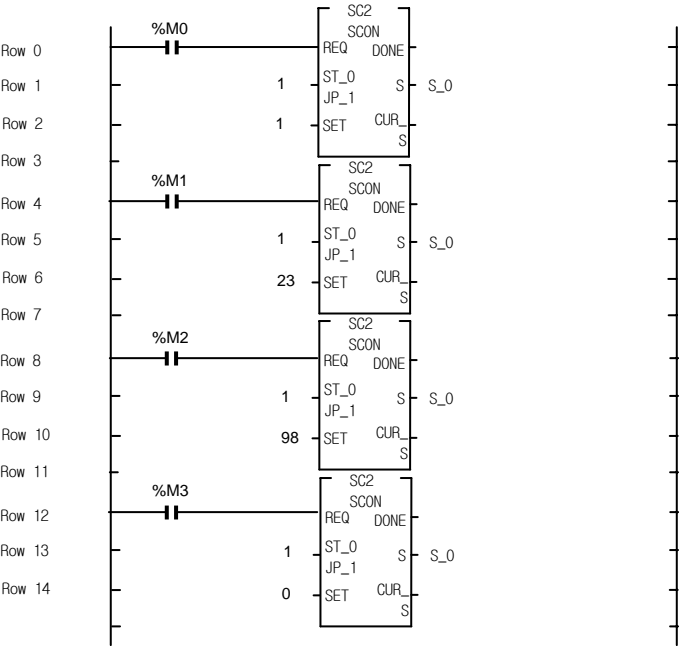 SC2
%M0 SCON
Row 0 REQ DONE
Row 1 1 ST_0 S S_0
JP_1
Row 2 1 SET CUR_
S
Row 3
SC2
%M1 SCON
Row 4 REQ DONE
Row 5 1 ST_0 S S_0
JP_1
Row 6 23 SET CUR_
S
Row 7
SC2
%M2 SCON
Row 8 REQ DONE
Row 9 1 ST_0 S S_0
JP_1
Row 10 98 SET CUR_
S
Row 11
SC2
%M3 SCON
Row 12 REQ DONE
Row 13 1 ST_0 S S_0
JP_1
Row 14 0 SET CUR_
S